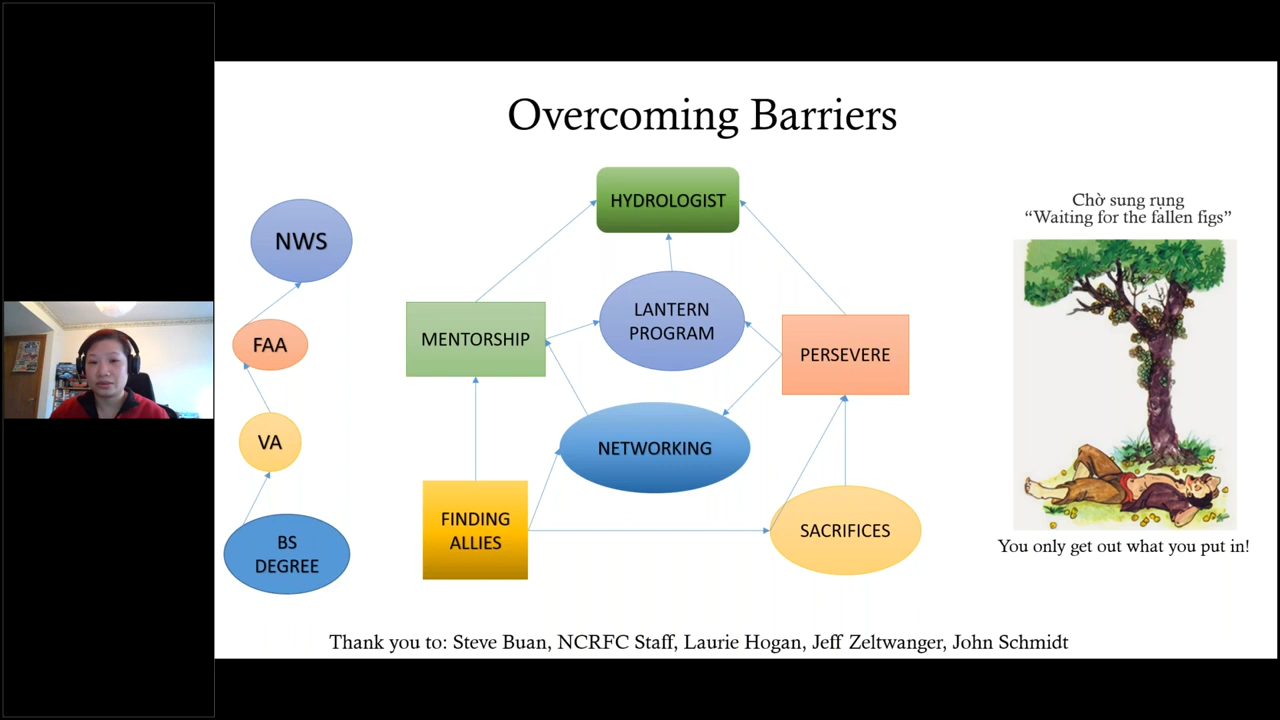 Overcoming Barriers
NWS
FAA
VA
BS
DEGREE
HYDROLOGIST
MENTORSHIP
LANTERN
PROGRAM
PERSEVERE
NETWORKING
FINDING
ALLIES
SACRIFICES
Chờ sung rụng
“Waiting for the fallen figs”
You only get out what you put in!
Thank you to: Steve Buan, NCRFC Staff, Laurie Hogan, Jeff Zeltwanger, John Schmidt